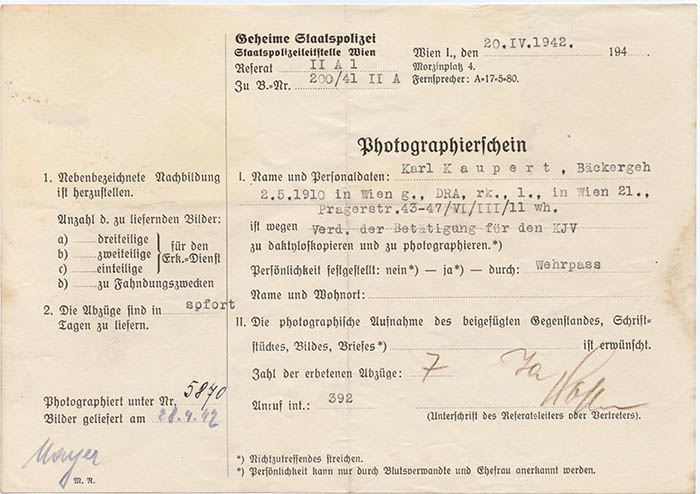 Geheime Staatspolizei
Staatspolizeileitstelle Wien
Referat II A 1
Zu B.=Nr. 200/41 II A
Wien I., den 20.IV.1942. 194
Morzinplatz 4.
Fernsprecher: A=17=5=80.
Photographierschein
1. Nebenbezeichnete Nachbildung
ist herzustellen.
Anzahl d. zu liefernden Bilder:
a) ........dreiteilige
b) ........zweiteilige
c) ........einteilige
für den
Erk.=Dienst
d) ........zu Fahndungszwecken
2. Die Abzüge sind in sofort
Tagen zu liefern.
Photographiert unter Nr. 5870
Bilder geliefert am 28.4.42
Mayer
M. R.
I. Name und Personaldaten: Karl K a u p e r t , Bäckergeh
2.5.1910 in Wien g., DRA, rk., l., in Wien 21.,
Pragerstr.43-47/VI/III/11 wh.
ist wegen Verd. der Betätigung für den KJV
zu daktyloskopieren und zu photographieren.*)
Persönlichkeit festgestellt: nein*) — ja*) — durch: Wehrpass
Name und Wohnort:
II. Die photographische Aufnahme des beigefügten Gegenstandes, Schrift=
stückes, Bildes, Briefes*) ist erwünscht.
Zahl der erbetenen Abzüge: 7
Anruf int.: 392
(Unterschrift des Referatsleiters oder Vertreters).
*) Nichtzutreffendes streichen.
*) Persönlichkeit kann nur durch Blutsverwandte und Ehefrau anerkannt werden.